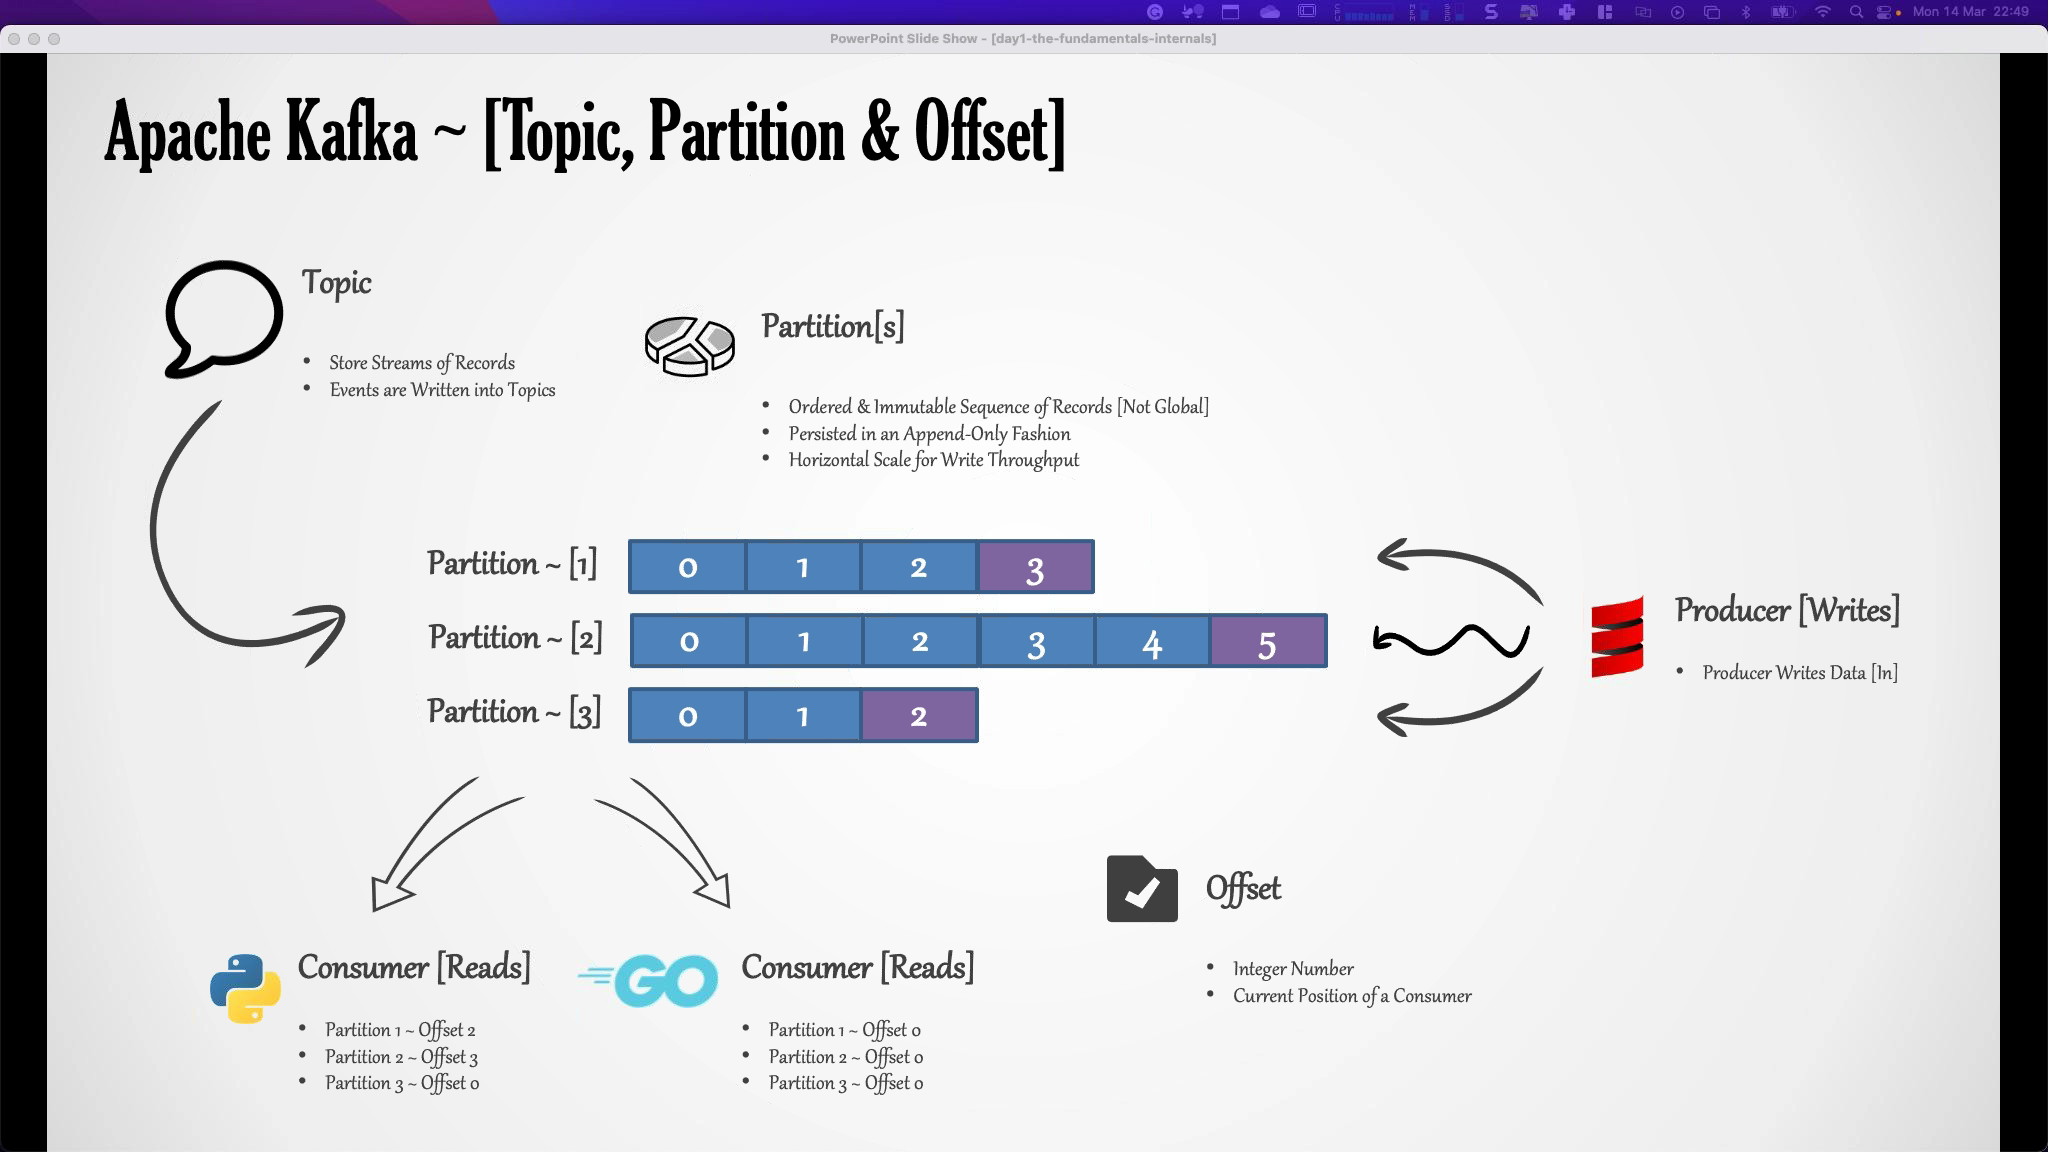 Mon 14 Mar 22:49
PowerPoint Slide Show - [day1-the-fundamentals-internals]
Apache Kafka ~ [Topic, Partition & Offset]
Topic
• Store Streams of Records
• Events are Written into Topics
Partition[s]
• Ordered & Immutable Sequence of Records [Not Global]
• Persisted in an Append-Only Fashion
• Horizontal Scale for Write Throughput
Partition ~ [1] 0 1 2 3
Partition ~ [2] 0 1 2 3 4 5
Partition ~ [3] 0 1 2
Producer [Writes]
• Producer Writes Data [In]
Consumer [Reads]
• Partition 1 ~ Offset 2
• Partition 2 ~ Offset 3
• Partition 3 ~ Offset 0
GO
Consumer [Reads]
• Partition 1 ~ Offset 0
• Partition 2 ~ Offset 0
• Partition 3 ~ Offset 0
Offset
• Integer Number
• Current Position of a Consumer